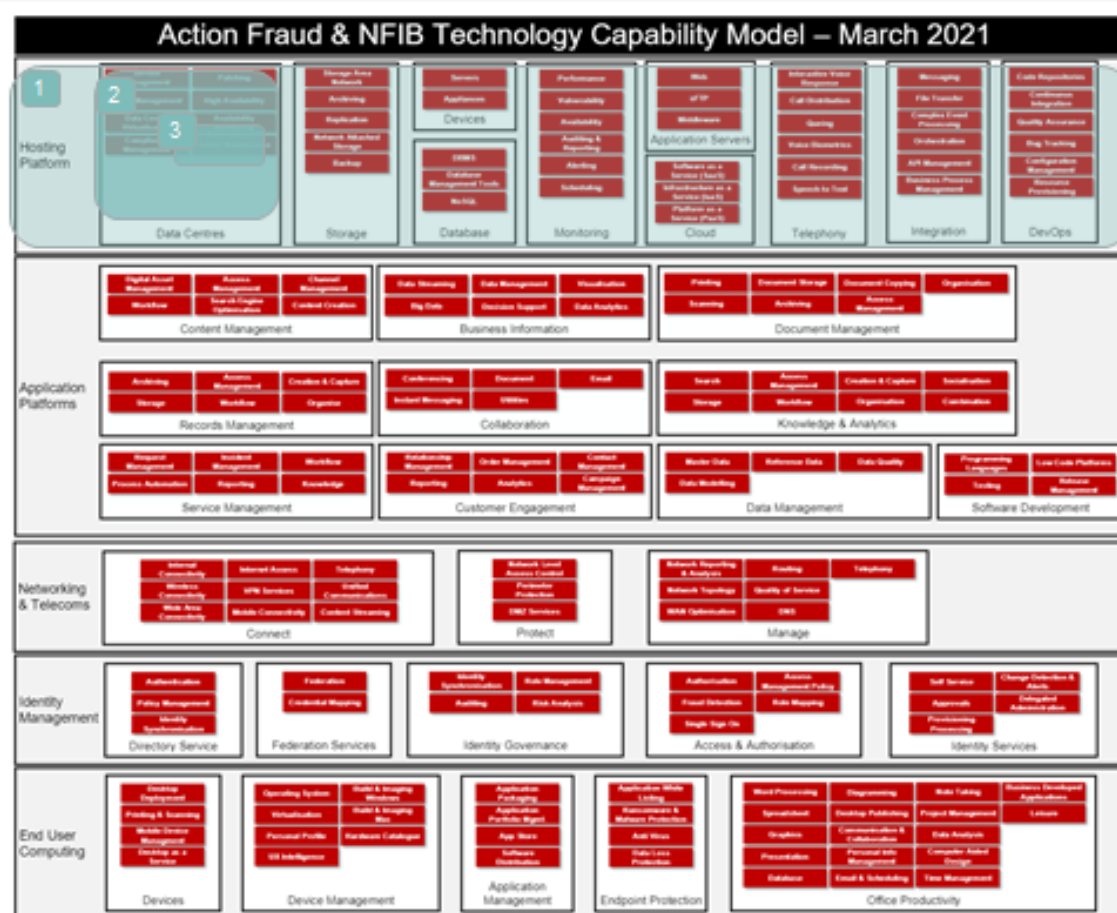 Action Fraud & NFIB Technology Capability Model – March 2021
1
2
3
Hosting
Platform
Patching
High Availability
Data Centres
Storage Area
Network
Archiving
Replication
Network Attached
Storage
Backup
Storage
Servers
Appliances
Devices
DBMS
Database
Management Tools
NoSQL
Database
Performance
Vulnerability
Availability
Auditing &
Reporting
Alerting
Scheduling
Monitoring
Web
sFTP
Middleware
Application Servers
Software as a
Service (SaaS)
Infrastructure as a
Service (IaaS)
Platform as a
Service (PaaS)
Cloud
Interactive Voice
Response
Call Distribution
Queing
Voice Biometrics
Call Recording
Speech to Text
Telephony
Messaging
File Transfer
Complex Event
Processing
Orchestration
API Management
Business Process
Management
Integration
Code Repositories
Continuous
Integration
Quality Assurance
Bug Tracking
Configuration
Management
Resource
Provisioning
DevOps
Application
Platforms
Digital Asset
Management
Access
Management
Channel
Management
Workflow
Search Engine
Optimisation
Content Creation
Content Management
Data Streaming
Data Management
Visualisation
Big Data
Decision Support
Data Analytics
Business Information
Printing
Document Storage
Document Copying
Organisation
Scanning
Archiving
Access
Management
Document Management
Archiving
Access
Management
Creation & Capture
Storage
Workflow
Organise
Records Management
Conferencing
Document
Email
Instant Messaging
Utilities
Collaboration
Search
Access
Management
Creation & Capture
Socialisation
Storage
Workflow
Organisation
Combination
Knowledge & Analytics
Request
Management
Incident
Management
Workflow
Process Automation
Reporting
Knowledge
Service Management
Relationship
Management
Order Management
Contact
Management
Reporting
Analytics
Campaign
Management
Customer Engagement
Master Data
Reference Data
Data Quality
Data Modelling
Data Management
Programming
Languages
Low Code Platforms
Testing
Release
Management
Software Development
Networking
& Telecoms
Internal
Connectivity
Internet Access
Telephony
Wireless
Connectivity
VPN Services
Unified
Communications
Wide Area
Connectivity
Mobile Connectivity
Content Streaming
Connect
Network Level
Access Control
Perimeter
Protection
DMZ Services
Protect
Network Reporting
& Analysis
Routing
Telephony
Network Topology
Quality of Service
WAN Optimisation
DNS
Manage
Identity
Management
Authentication
Policy Management
Identity
Synchronisation
Directory Service
Federation
Credential Mapping
Federation Services
Identity
Synchronisation
Role Management
Auditing
Risk Analysis
Identity Governance
Authorisation
Access
Management Policy
Fraud Detection
Role Mapping
Single Sign On
Access & Authorisation
Self Service
Change Detection &
Alerts
Approvals
Delegated
Administration
Provisioning
Processing
Identity Services
End User
Computing
Desktop
Deployment
Printing & Scanning
Mobile Device
Managment
Desktop as a
Service
Devices
Operating System
Build & Imaging
Windows
Virtualisation
Build & Imaging
Mac
Personal Profile
Hardware Catalogue
UX Intelligence
Device Management
Application
Packaging
Application
Portfolio Mgmt
App Store
Software
Distribution
Application
Management
Application White
Listing
Ransomware &
Malware Protection
Anti Virus
Data Loss
Protection
Endpoint Protection
Word Processing
Diagraming
Note Taking
Business Developed
Applications
Spreadsheet
Desktop Publishing
Project Management
Leisure
Graphics
Communication &
Collaboration
Data Analysis
Presentation
Personal Info
Management
Computer Aided
Design
Database
Email & Scheduling
Time Management
Office Productivity